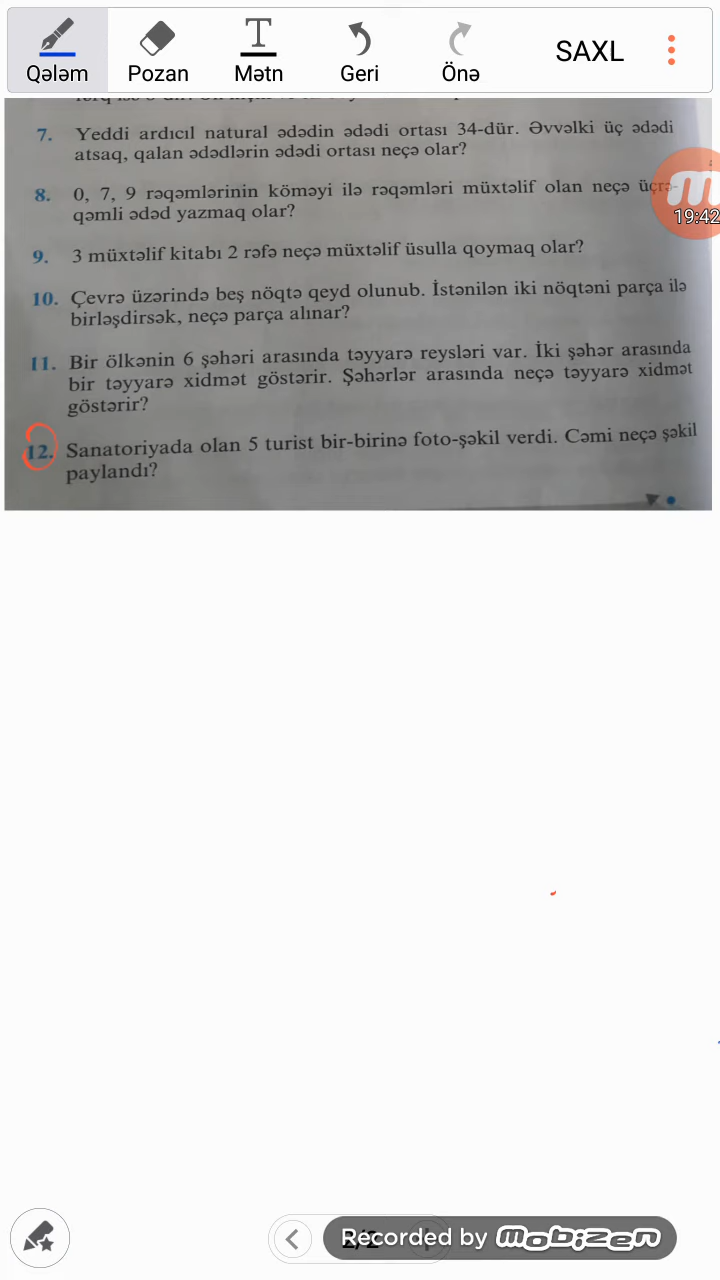 Qələm Pozan Mətn Geri Önə SAXL
7. Yeddi ardıcıl natural ədədin ədədi ortası 34-dür. Əvvəlki üç ədədi
atsaq, qalan ədədlərin ədədi ortası neçə olar?
8. 0, 7, 9 rəqəmlərinin köməyi ilə rəqəmləri müxtəlif olan neçə üçrə-
qəmli ədəd yazmaq olar?
19:42
9. 3 müxtəlif kitabı 2 rəfə neçə müxtəlif üsulla qoymaq olar?
10. Çevrə üzərində beş nöqtə qeyd olunub. İstənilən iki nöqtəni parça ilə
birləşdirsək, neçə parça alınar?
11. Bir ölkənin 6 şəhəri arasında təyyarə reysləri var. İki şəhər arasında
bir təyyarə xidmət göstərir. Şəhərlər arasında neçə təyyarə xidmət
göstərir?
12. Sanatoriyada olan 5 turist bir-birinə foto-şəkil verdi. Cəmi neçə şəkil
paylandı?
Recorded by mobizen